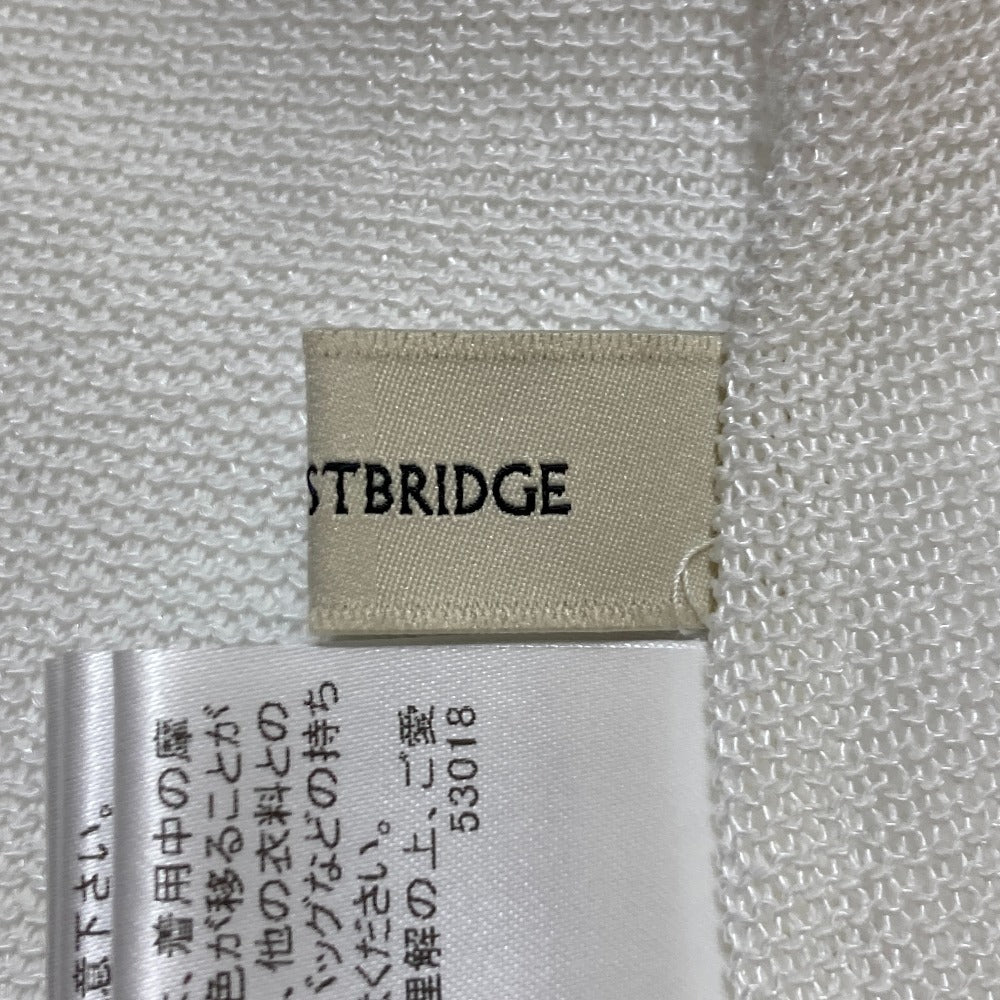 STBRIDGE
意下さい。
、着用中の摩
色が移ることが
、他の衣料との
バッグなどの持ち
ください。
理解の上、ご愛
53018